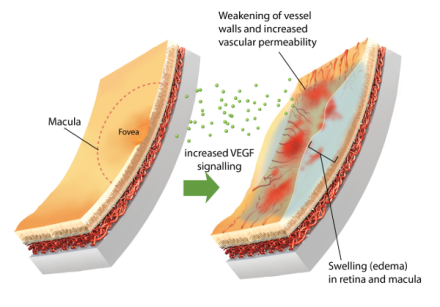 Weakening of vessel
walls and increased
vascular permeability
Macula
Fovea
increased VEGF
signalling
Swelling (edema)
in retina and macula